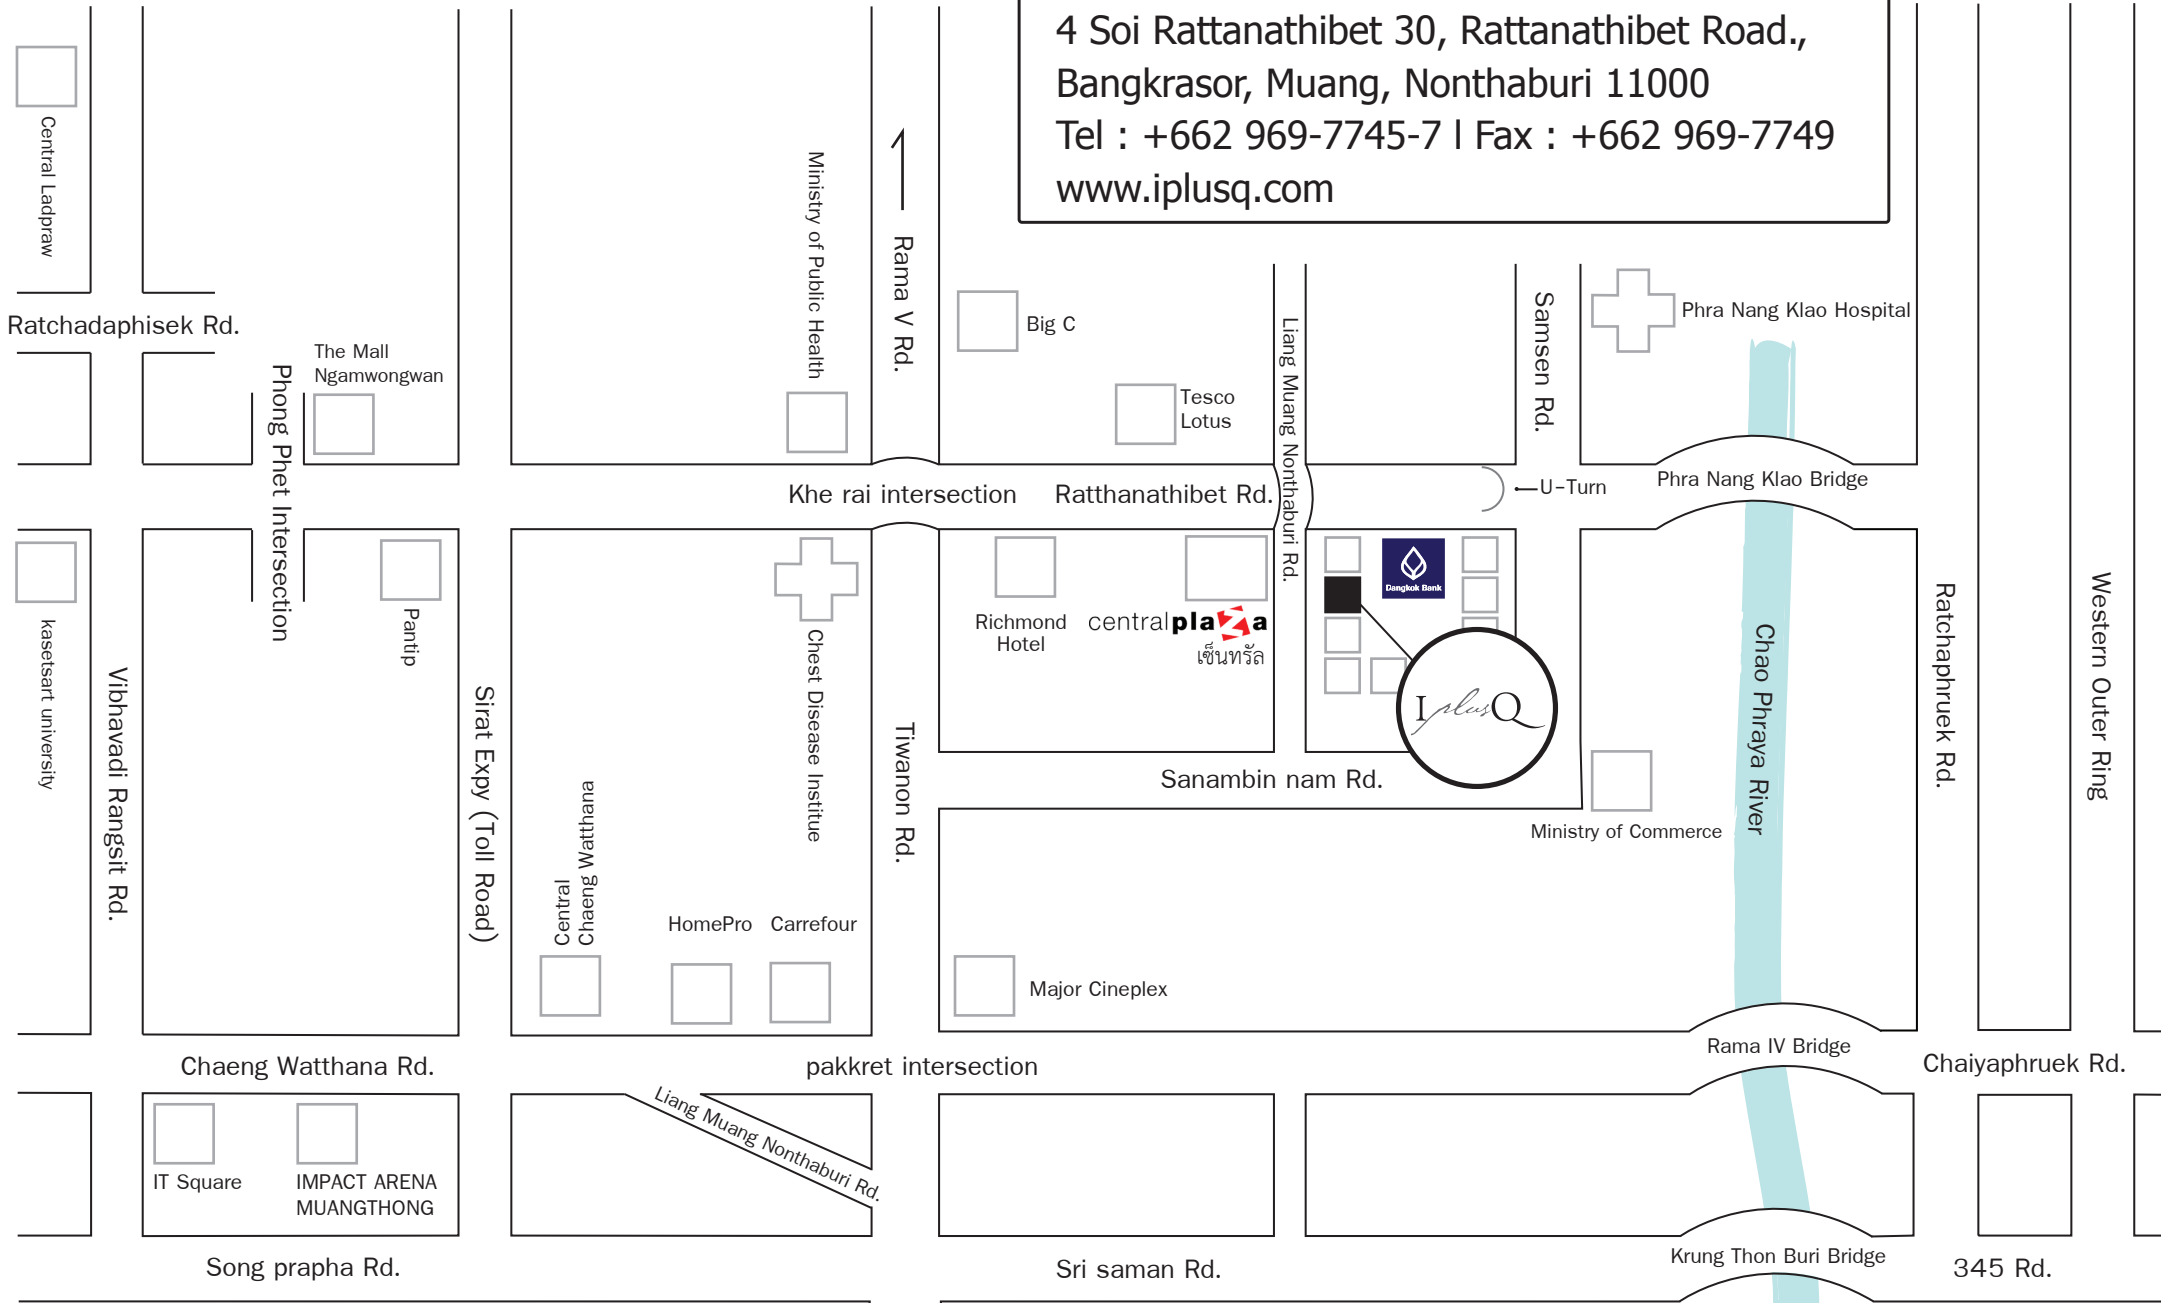 4 Soi Rattanathibet 30, Rattanathibet Road.,
Bangkrasor, Muang, Nonthaburi 11000
Tel : +662 969-7745-7 l Fax : +662 969-7749
www.iplusq.com
Central Ladpraw
Ratchadaphisek Rd.
Phong Phet Intersection
The Mall
Ngamwongwan
Ministry of Public Health
Rama V Rd.
Big C
Tesco
Lotus
Liang Muang Nonthaburi Rd.
Samsen Rd.
Phra Nang Klao Hospital
Khe rai intersection
Ratthanathibet Rd.
U-Turn
Phra Nang Klao Bridge
kasetsart university
Vibhavadi Rangsit Rd.
Pantip
Sirat Expy (Toll Road)
Chest Disease Institue
Tiwanon Rd.
Richmond
Hotel
centralplaza
เซ็นทรัล
Dangkok Bank
I plus Q
Chao Phraya River
Ratchaphruek Rd.
Western Outer Ring
Sanambin nam Rd.
Ministry of Commerce
Central
Chaeng Watthana
HomePro
Carrefour
Major Cineplex
Chaeng Watthana Rd.
pakkret intersection
Rama IV Bridge
Chaiyaphruek Rd.
Liang Muang Nonthaburi Rd.
IT Square
IMPACT ARENA
MUANGTHONG
Song prapha Rd.
Sri saman Rd.
Krung Thon Buri Bridge
345 Rd.